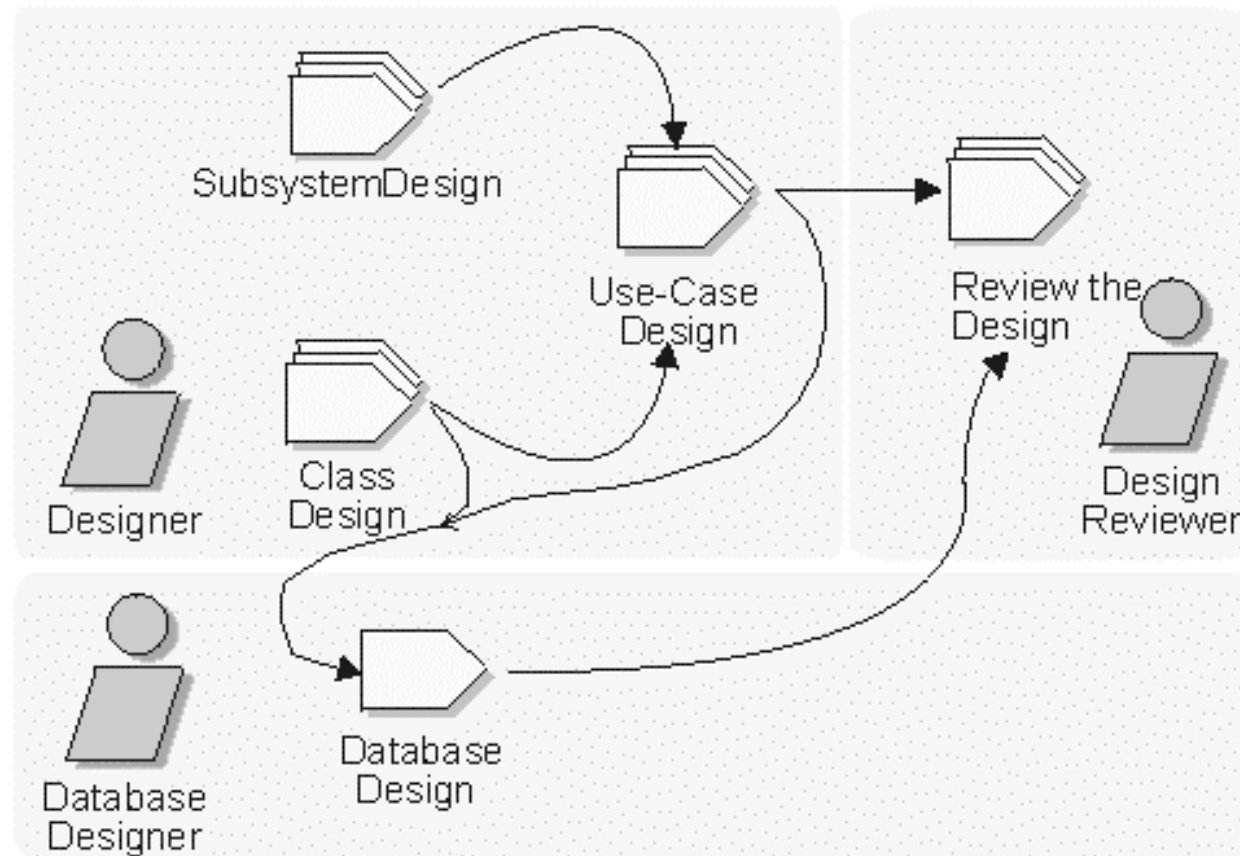 SubsystemDesign
Use-Case
Design
Review the
Design
Designer
Class
Design
Design
Reviewer
Database
Designer
Database
Design